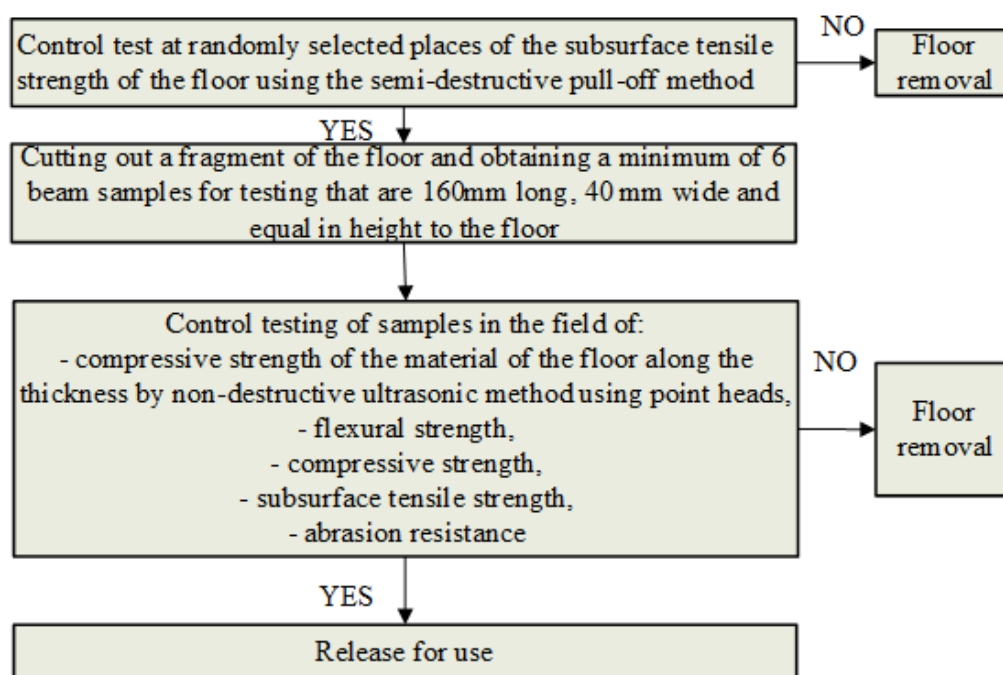 Control test at randomly selected places of the subsurface tensile
strength of the floor using the semi-destructive pull-off method
NO
Floor
removal
YES
Cutting out a fragment of the floor and obtaining a minimum of 6
beam samples for testing that are 160mm long, 40 mm wide and
equal in height to the floor
Control testing of samples in the field of:
- compressive strength of the material of the floor along the
thickness by non-destructive ultrasonic method using point heads,
- flexural strength,
- compressive strength,
- subsurface tensile strength,
- abrasion resistance
NO
Floor
removal
YES
Release for use